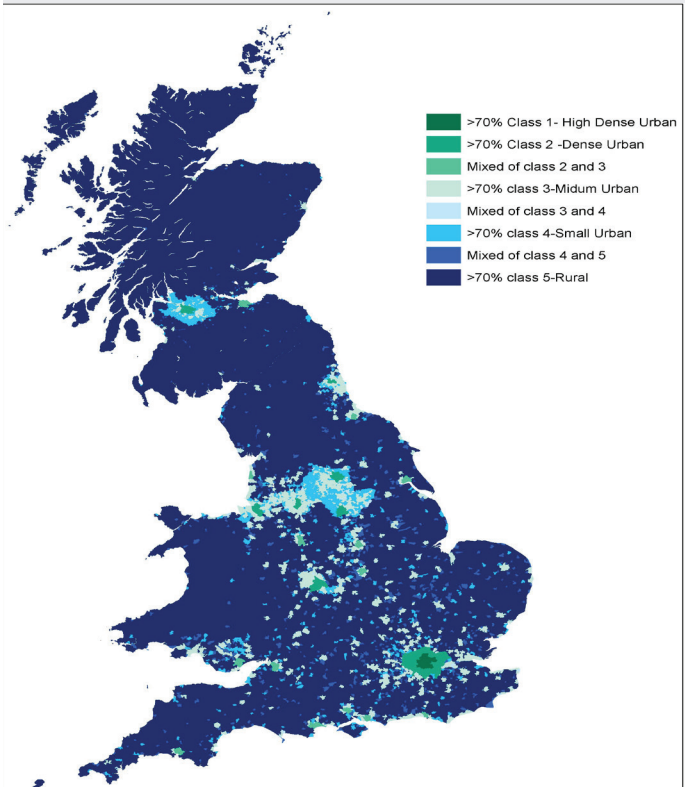 >70% Class 1- High Dense Urban
>70% Class 2 -Dense Urban
Mixed of class 2 and 3
>70% class 3-Midum Urban
Mixed of class 3 and 4
>70% class 4-Small Urban
Mixed of class 4 and 5
>70% class 5-Rural